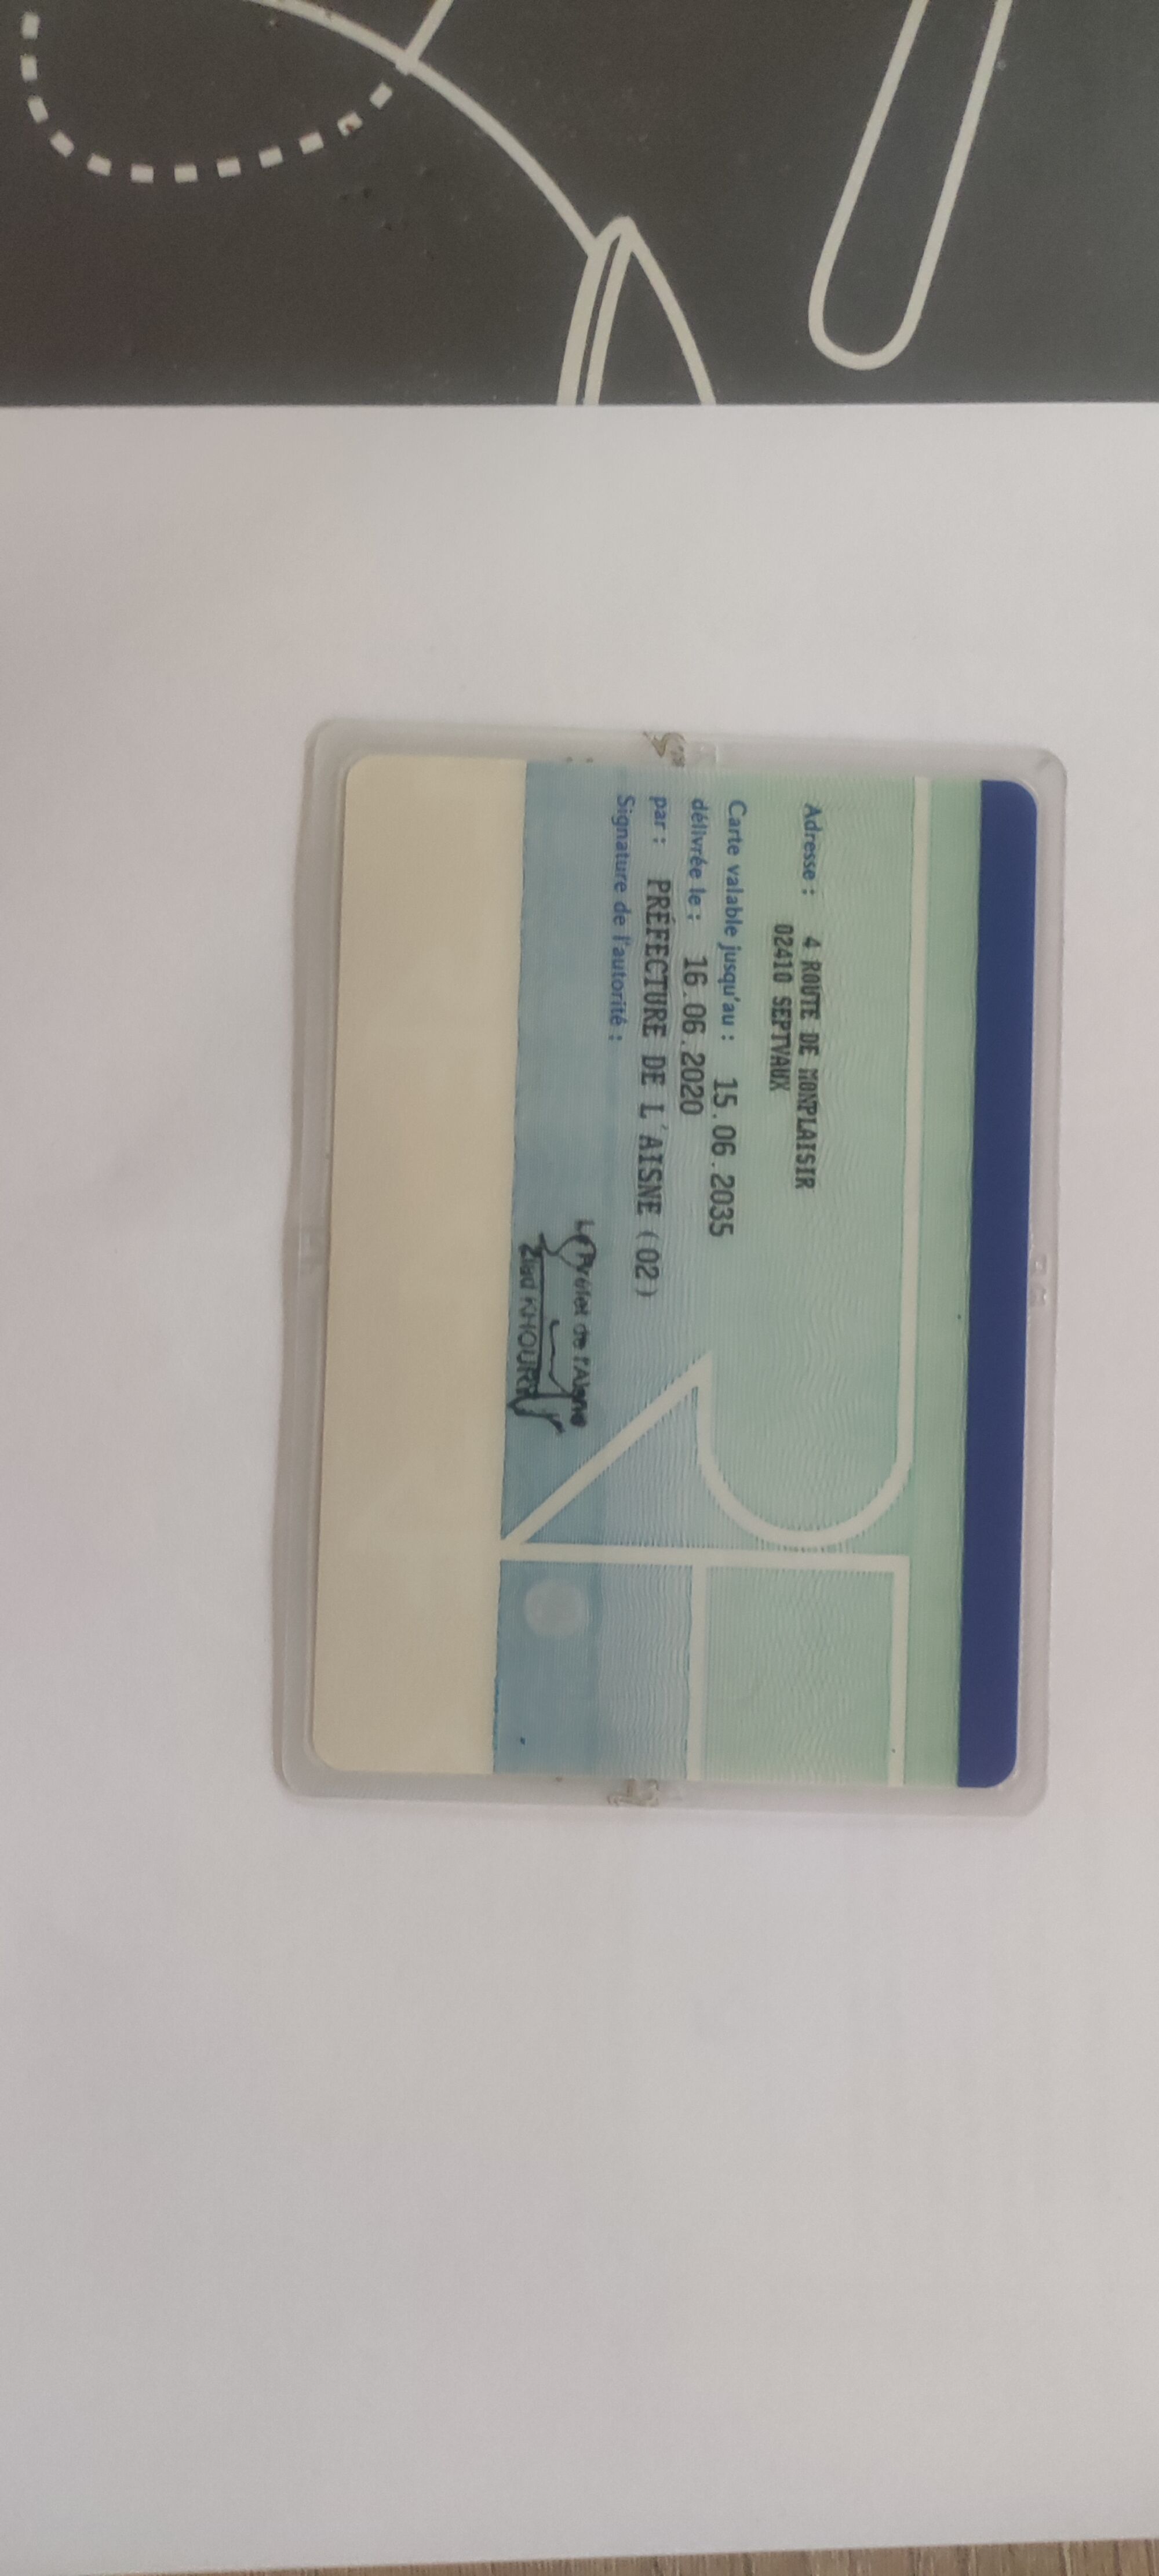 Adresse : 4 ROUTE DE MONPLAISIR
02410 SEPTVAUX
Carte valable jusqu'au : 15.06.2035
délivrée le : 16.06.2020
par : PRÉFECTURE DE L'AISNE (02)
Signature de l'autorité :
Le Préfet de l'Aisne
Ziad KHOURY